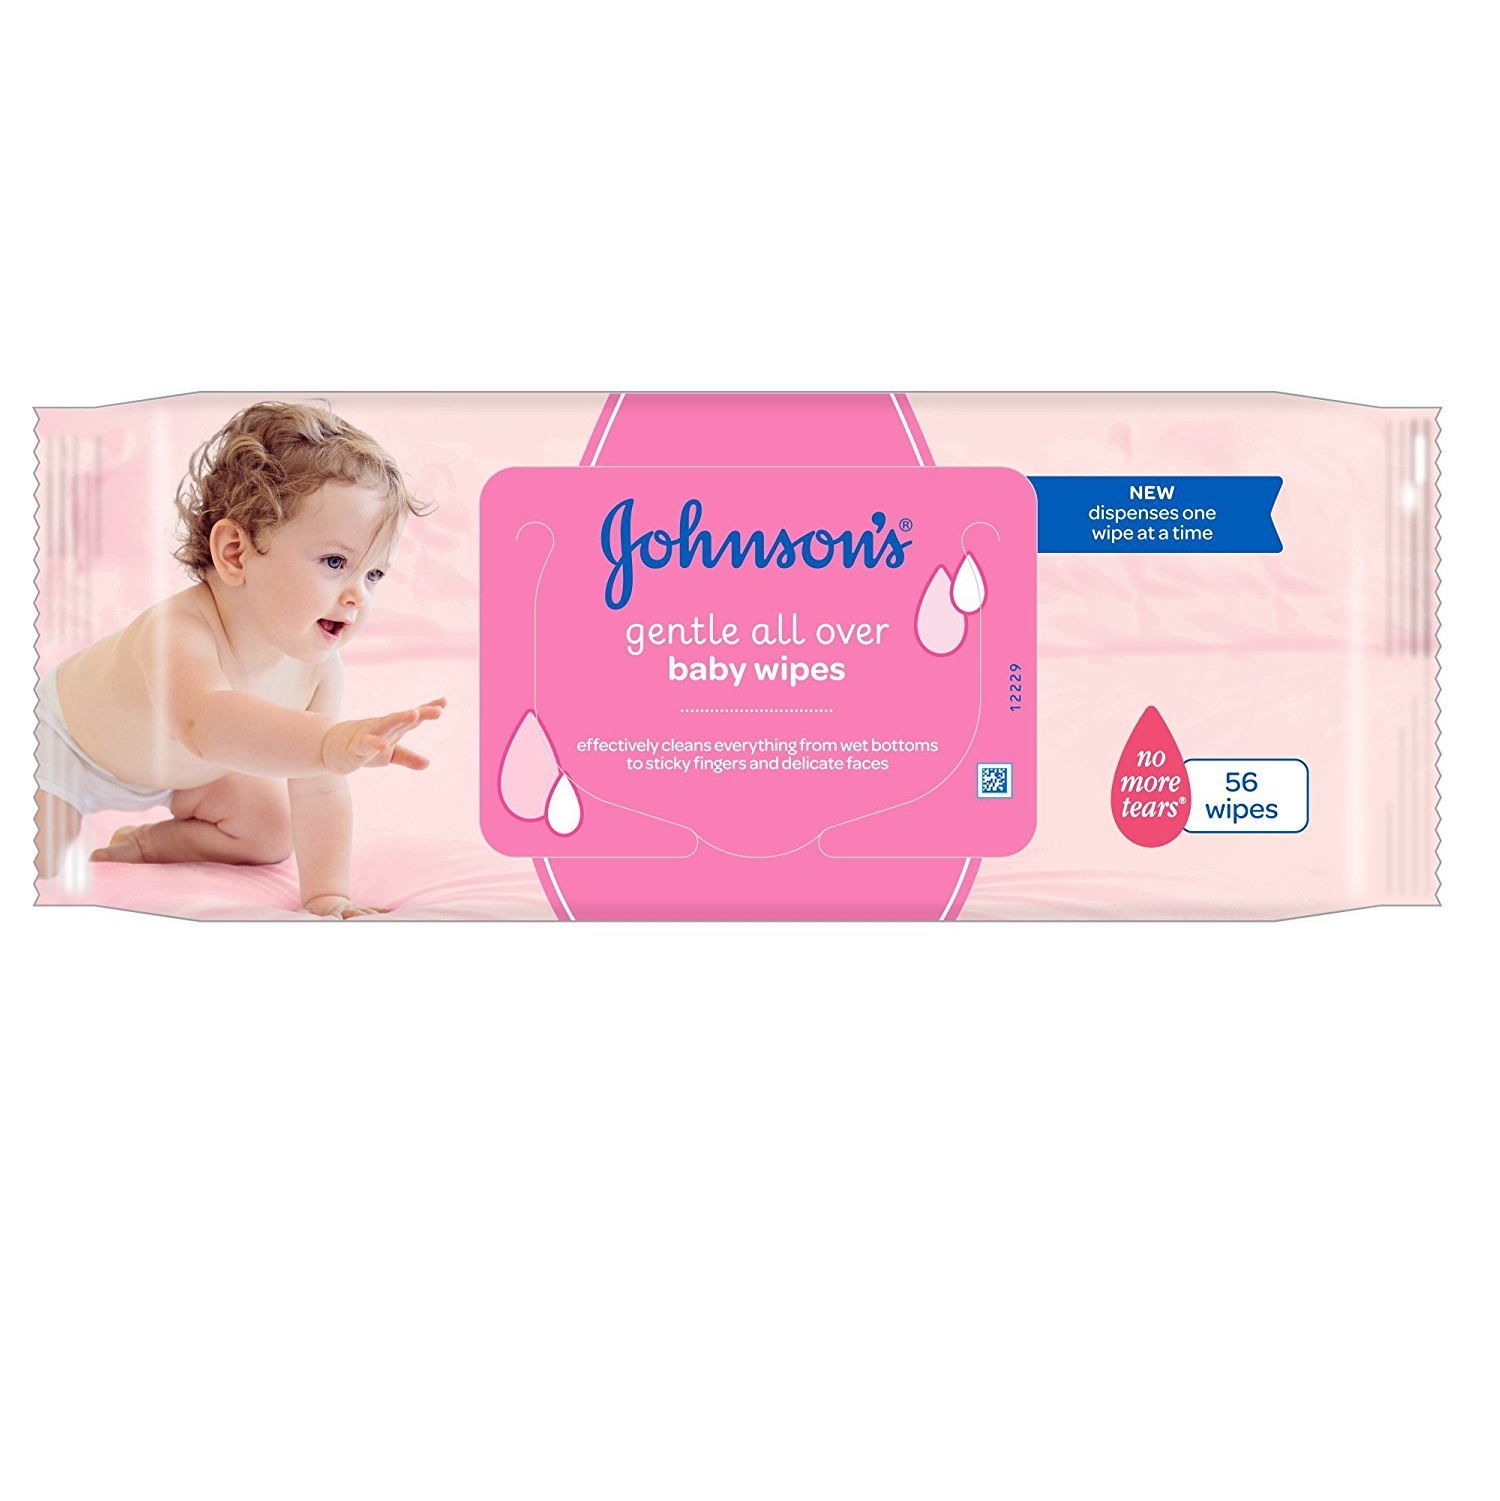 Johnson's®
gentle all over
baby wipes
effectively cleans everything from wet bottoms
to sticky fingers and delicate faces
12229
NEW
dispenses one
wipe at a time
no
more
tears®
56
wipes